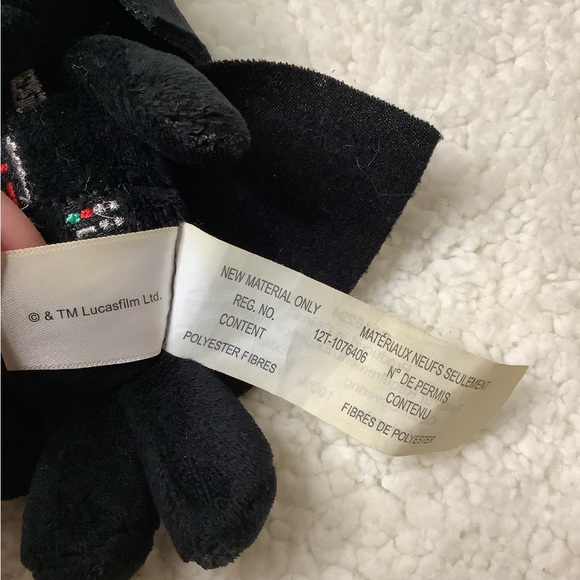 © & TM Lucasfilm Ltd.
NEW MATERIAL ONLY MATÉRIAUX NEUFS SEULEMENT
REG. NO. 12T-1076406 N° DE PERMIS
CONTENT CONTENU
POLYESTER FIBRES FIBRES DE POLYESTER